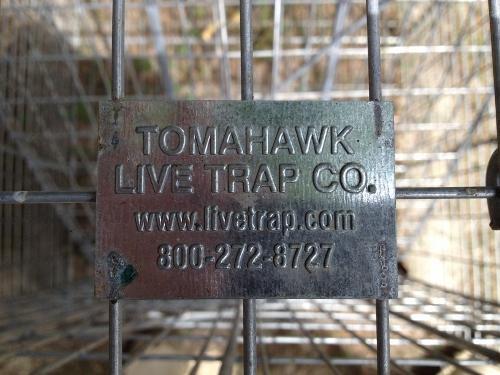 TOMAHAWK
LIVE TRAP CO.
www.livetrap.com
800-272-8727